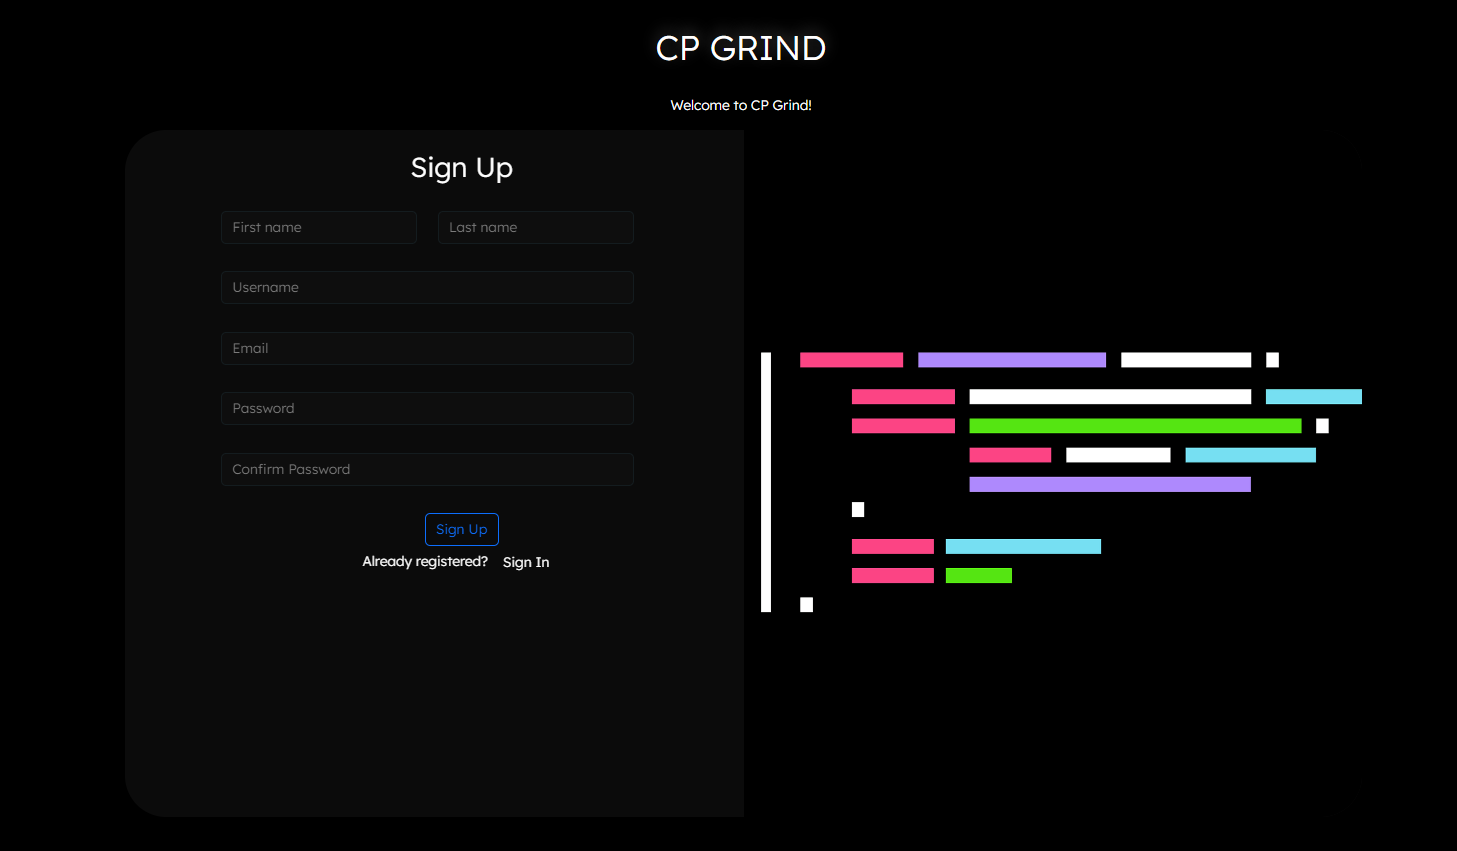 CP GRIND
Welcome to CP Grind!
Sign Up
First name Last name
Username
Email
Password
Confirm Password
Sign Up
Already registered? Sign In